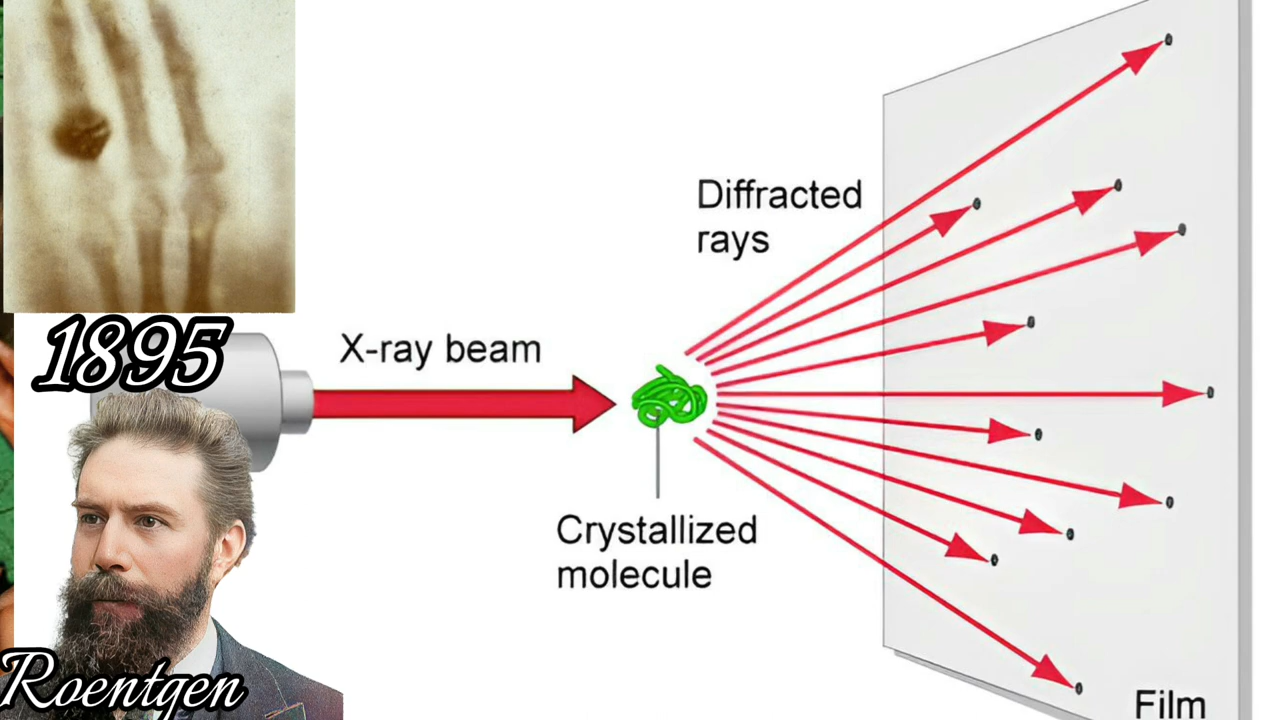 1895
X-ray beam
Diffracted
rays
Crystallized
molecule
Roentgen
Film